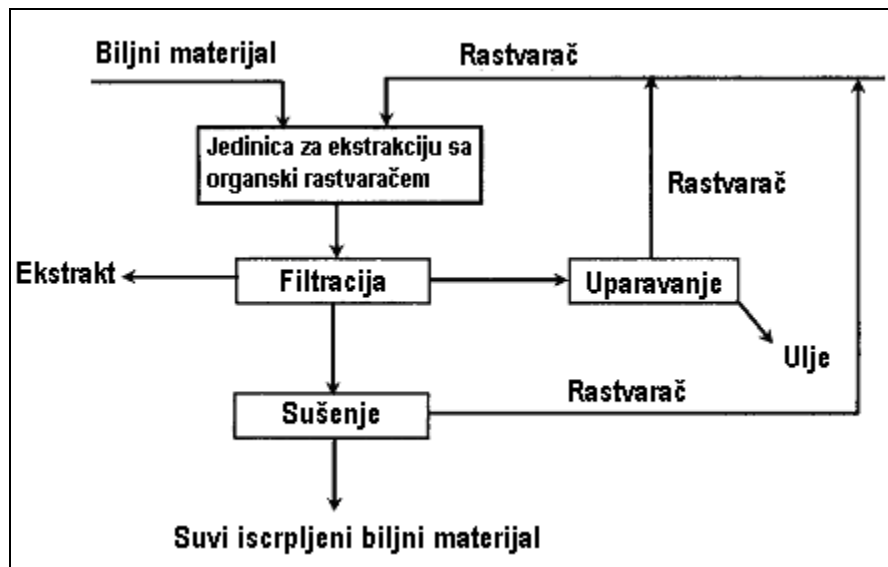 Biljni materijal
Rastvarač
Jedinica za ekstrakciju sa
organski rastvaračem
Rastvarač
Ekstrakt
Filtracija
Uparavanje
Ulje
Rastvarač
Sušenje
Suvi iscrpljeni biljni materijal